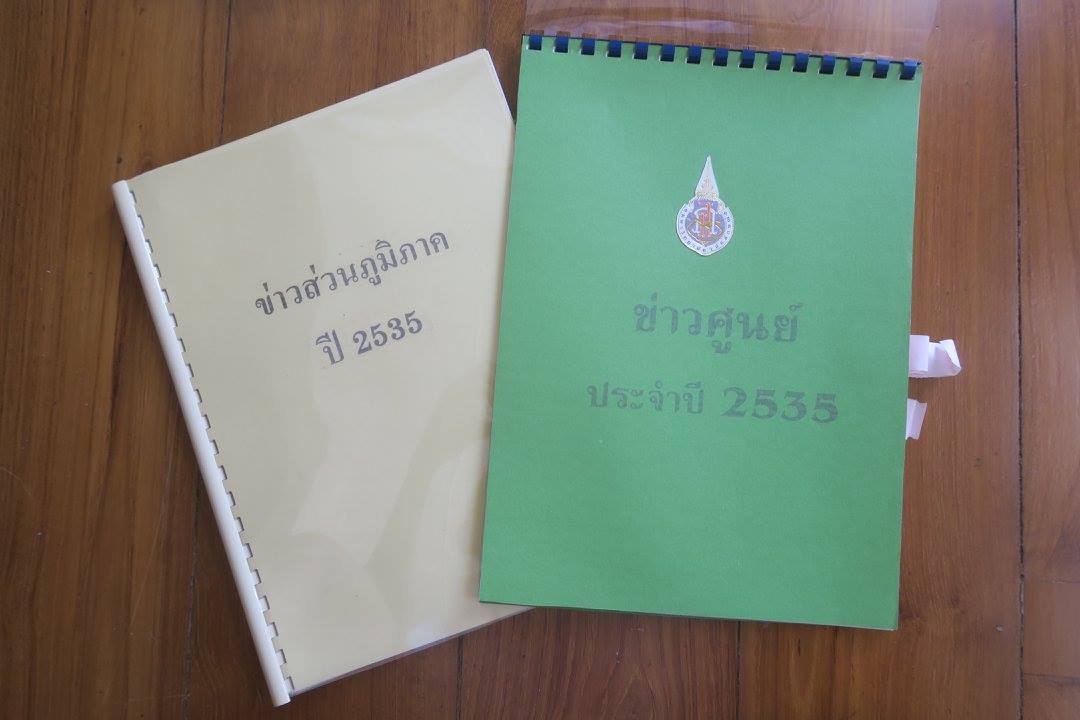 ข่าวส่วนภูมิภาค
ปี 2535
ข่าวศูนย์
ประจำปี 2535